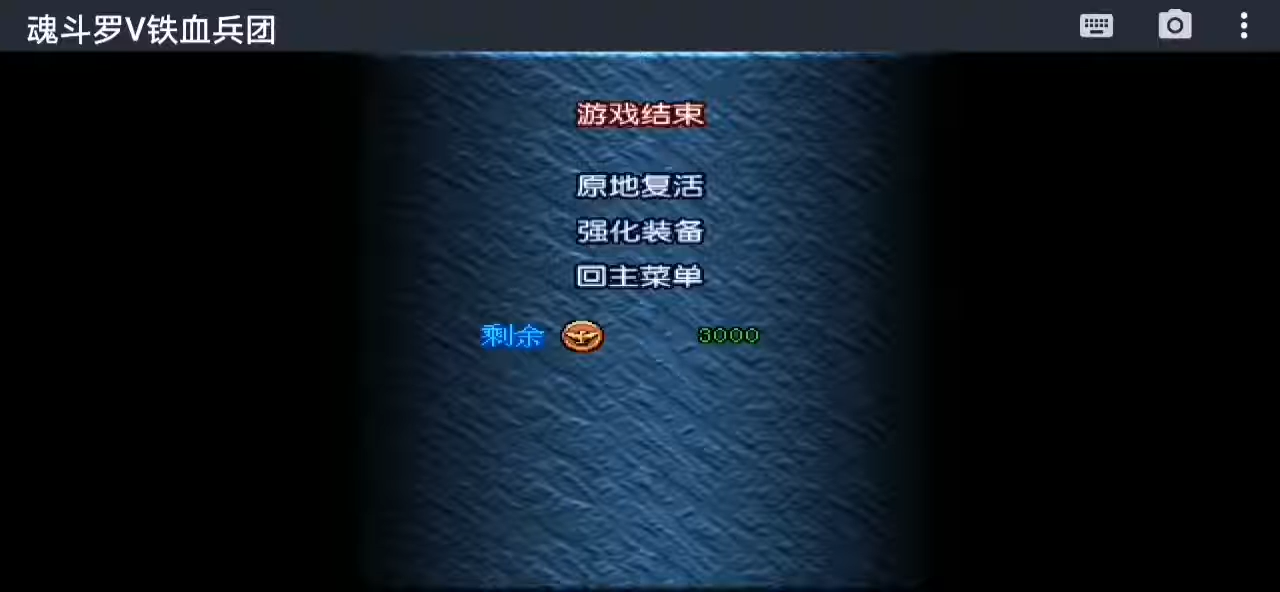 魂斗罗V铁血兵团
游戏结束
原地复活
强化装备
回主菜单
剩余 3000